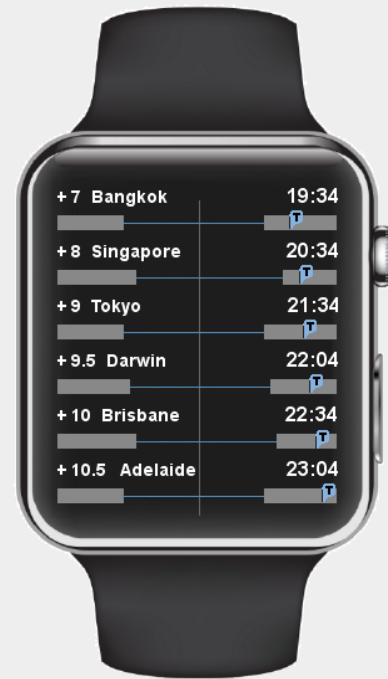 + 7 Bangkok 19:34
T
+ 8 Singapore 20:34
T
+ 9 Tokyo 21:34
T
+ 9.5 Darwin 22:04
T
+ 10 Brisbane 22:34
T
+ 10.5 Adelaide 23:04
T